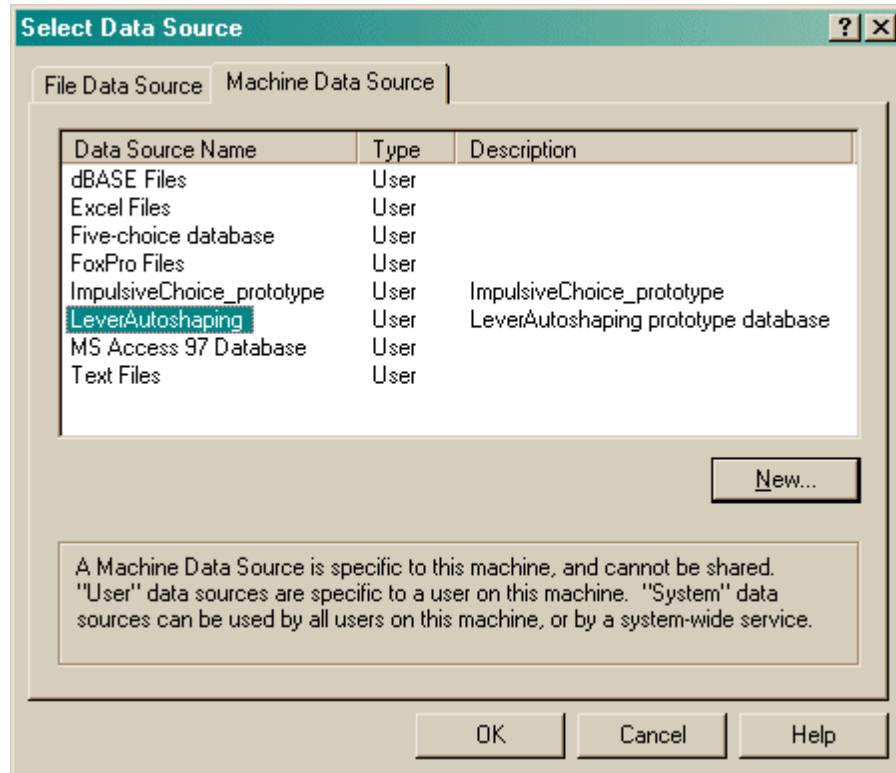 Select Data Source
File Data Source Machine Data Source
Data Source Name Type Description
dBASE Files User
Excel Files User
Five-choice database User
FoxPro Files User
ImpulsiveChoice_prototype User ImpulsiveChoice_prototype
LeverAutoshaping User LeverAutoshaping prototype database
MS Access 97 Database User
Text Files User
New...
A Machine Data Source is specific to this machine, and cannot be shared.
"User" data sources are specific to a user on this machine. "System" data
sources can be used by all users on this machine, or by a system-wide service.
OK Cancel Help